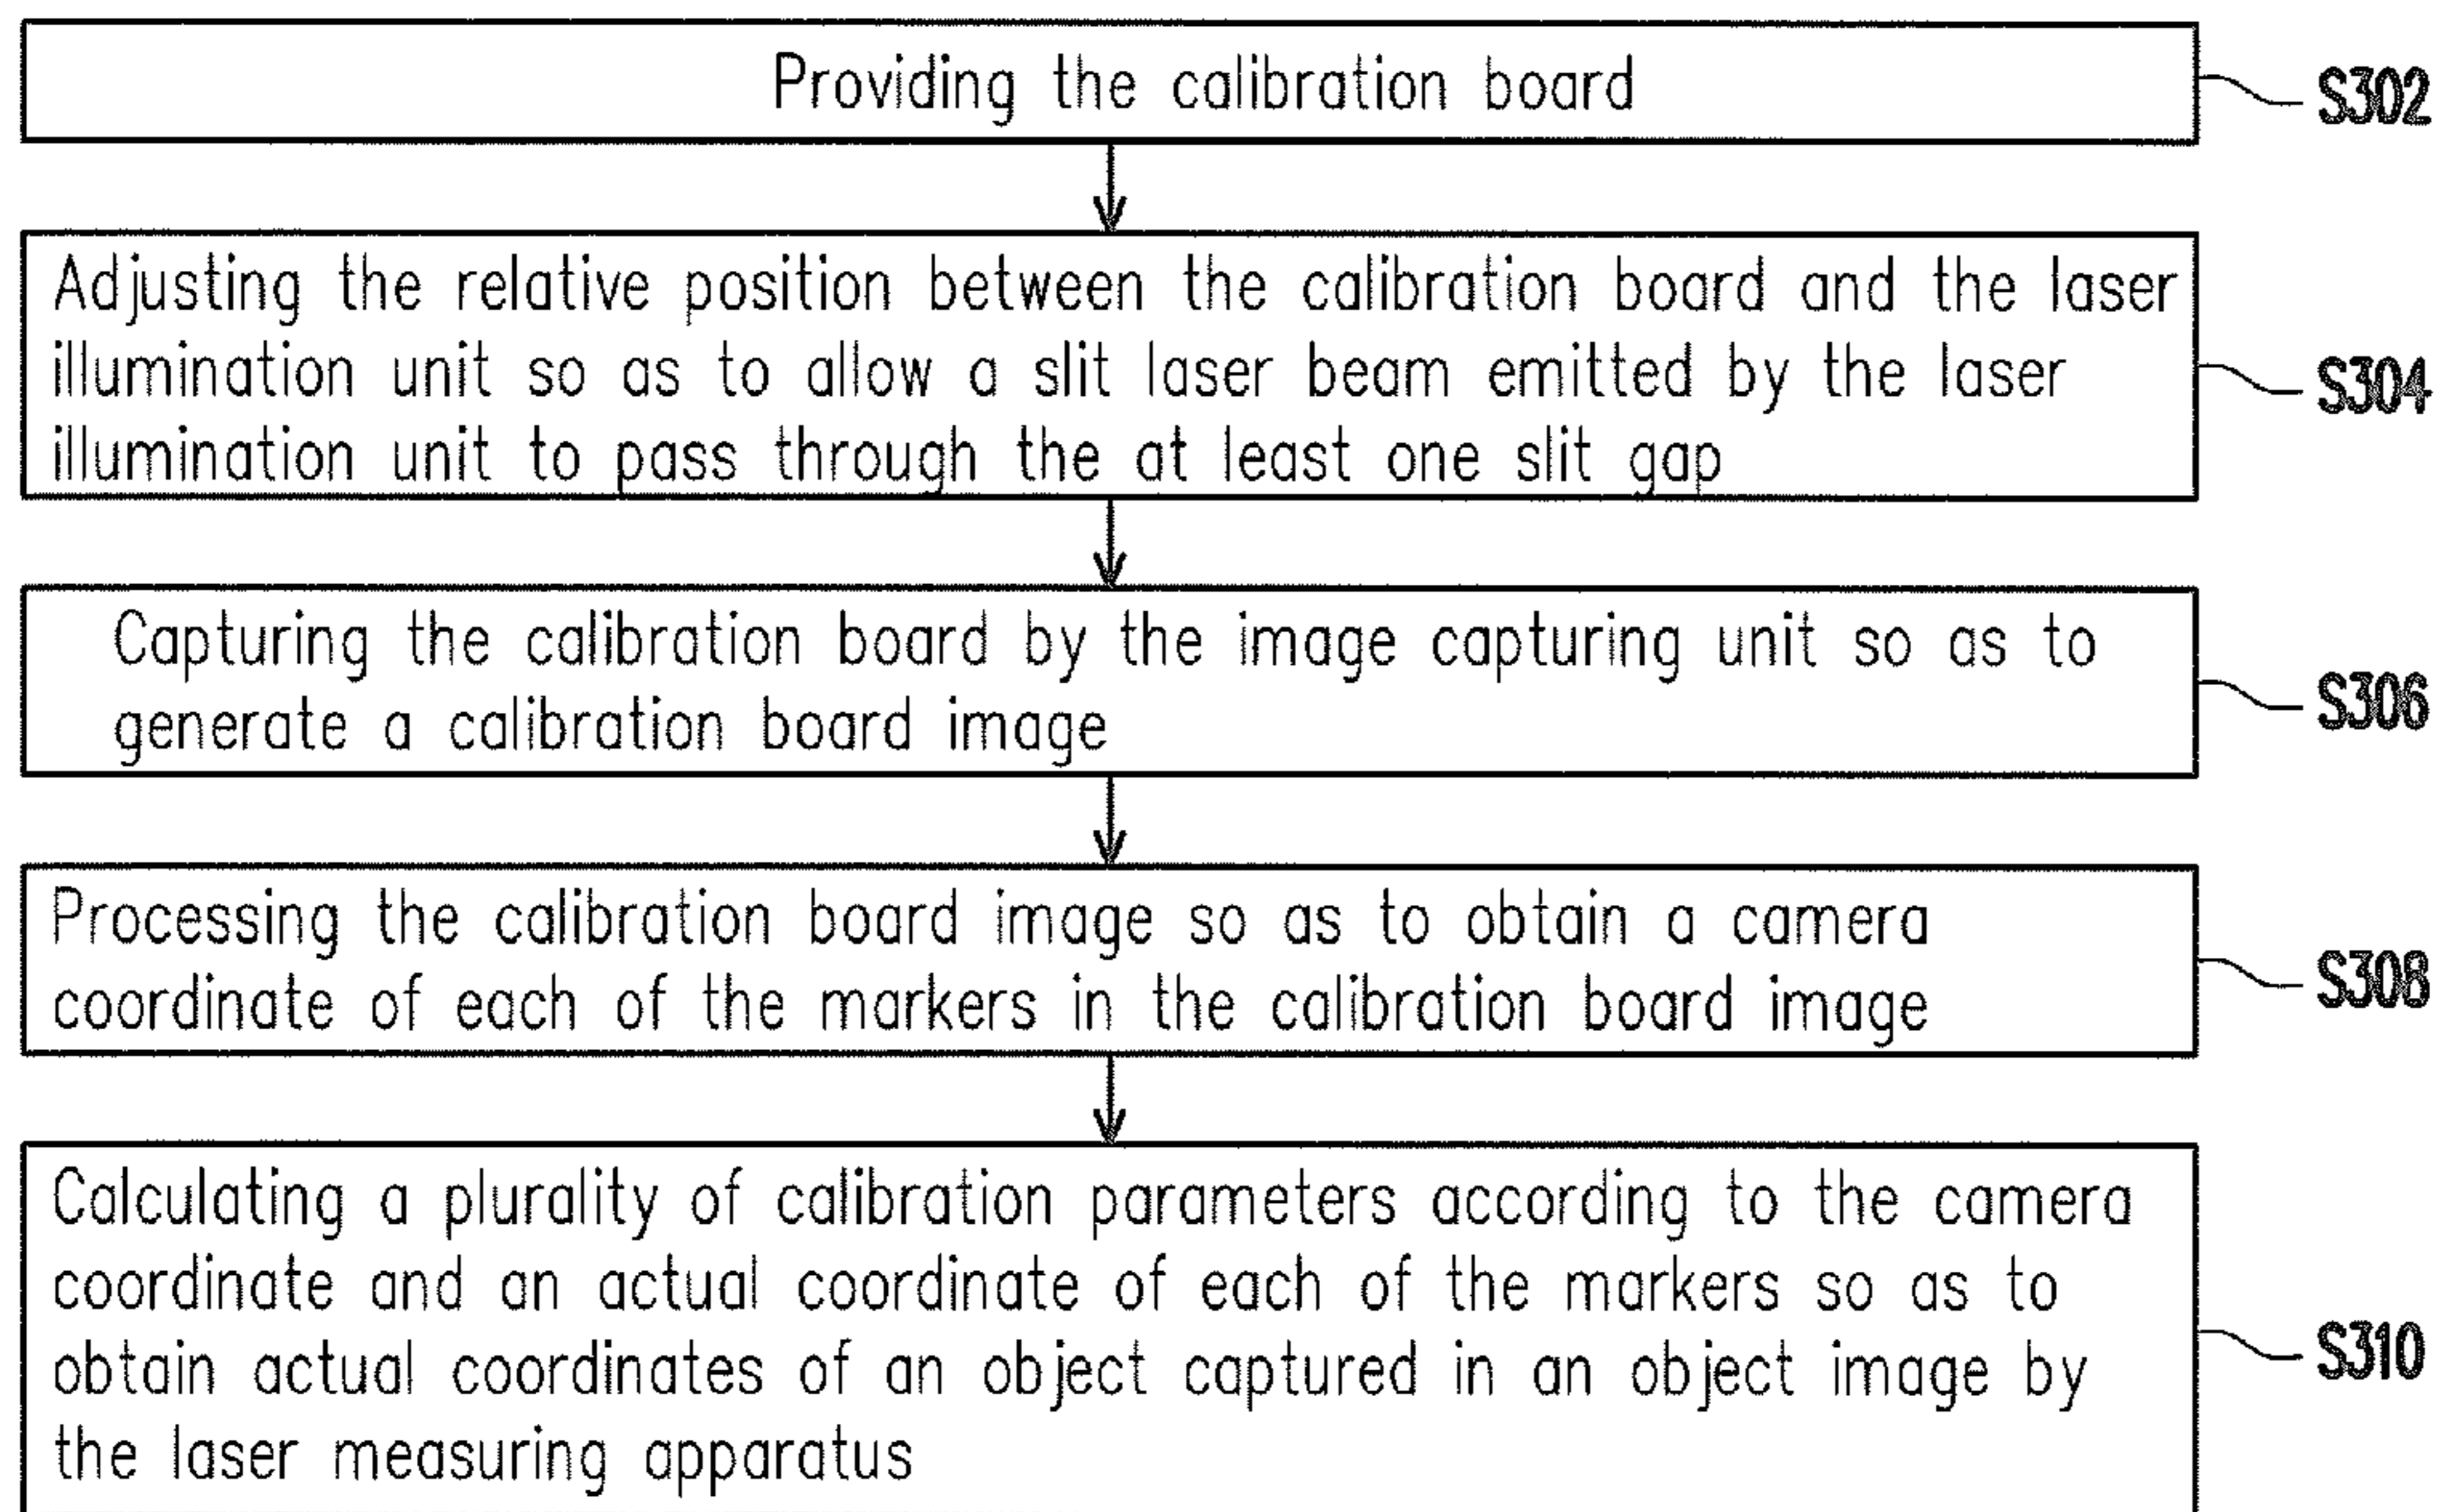 Providing the calibration board
S302
Adjusting the relative position between the calibration board and the laser
illumination unit so as to allow a slit laser beam emitted by the laser
illumination unit to pass through the at least one slit gap
S304
Capturing the calibration board by the image capturing unit so as to
generate a calibration board image
S306
Processing the calibration board image so as to obtain a camera
coordinate of each of the markers in the calibration board image
S308
Calculating a plurality of calibration parameters according to the camera
coordinate and an actual coordinate of each of the markers so as to
obtain actual coordinates of an object captured in an object image by
the laser measuring apparatus
S310